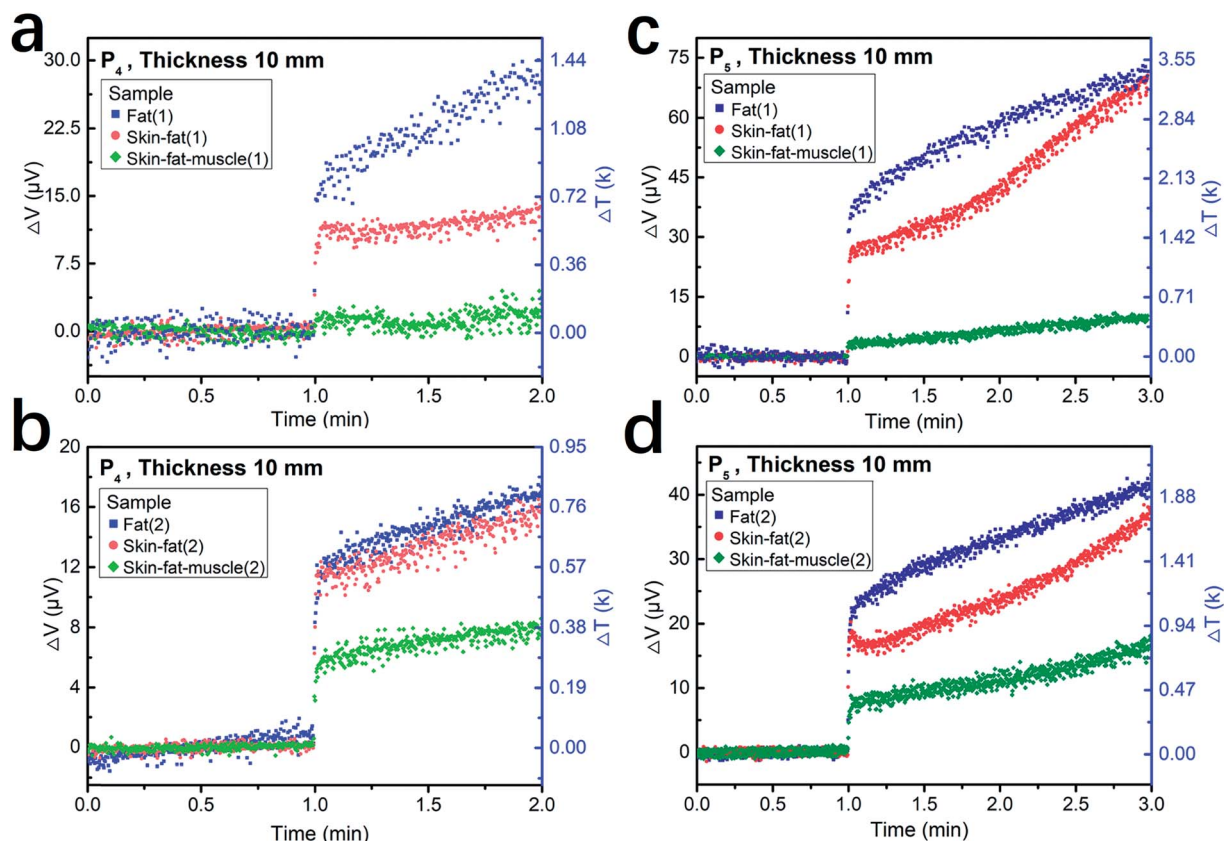 a
P4, Thickness 10 mm
Sample
Fat(1)
Skin-fat(1)
Skin-fat-muscle(1)
△V (μV)
30.0
22.5
15.0
7.5
0.0
△T (k)
1.44
1.08
0.72
0.36
0.00
0.0 0.5 1.0 1.5 2.0
Time (min)
c
P5, Thickness 10 mm
Sample
Fat(1)
Skin-fat(1)
Skin-fat-muscle(1)
△V (μV)
75
60
45
30
15
0
△T (k)
3.55
2.84
2.13
1.42
0.71
0.00
0.0 0.5 1.0 1.5 2.0 2.5 3.0
Time (min)
b
P4, Thickness 10 mm
Sample
Fat(2)
Skin-fat(2)
Skin-fat-muscle(2)
△V (μV)
20
16
12
8
4
0
△T (k)
0.95
0.76
0.57
0.38
0.19
0.00
0.0 0.5 1.0 1.5 2.0
Time (min)
d
P5, Thickness 10 mm
Sample
Fat(2)
Skin-fat(2)
Skin-fat-muscle(2)
△V (μV)
40
30
20
10
0
△T (k)
1.88
1.41
0.94
0.47
0.00
0.0 0.5 1.0 1.5 2.0 2.5 3.0
Time (min)